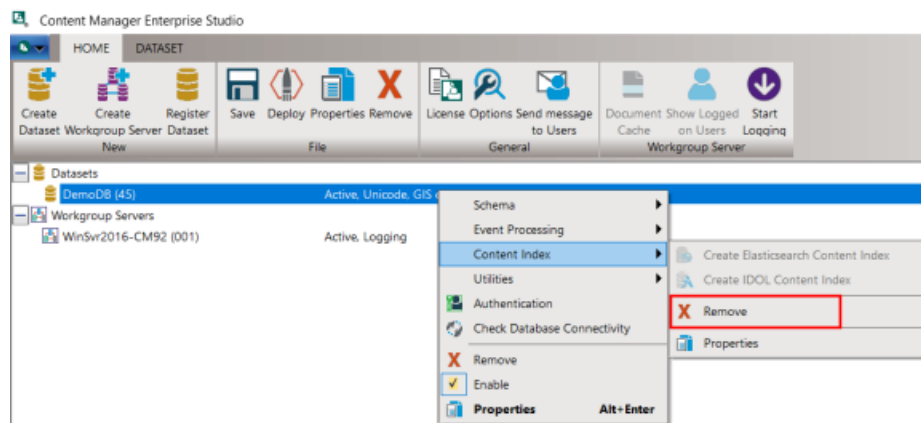 Content Manager Enterprise Studio
HOME DATASET
Create Create Register Save Deploy Properties Remove License Options Send message Document Show Logged Start
Dataset Workgroup Server Dataset to Users Cache on Users Logging
New File General Workgroup Server
Datasets
DemoDB (45) Active, Unicode, GIS
Workgroup Servers
WinSvr2016-CM92 (001) Active, Logging
Schema
Event Processing
Content Index
Utilities
Authentication
Check Database Connectivity
Remove
Enable
Properties Alt+Enter
Create Elasticsearch Content Index
Create IDOL Content Index
Remove
Properties